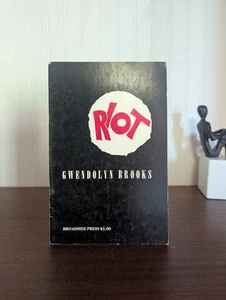 RIOT
GWENDOLYN BROOKS
BROADSIDE PRESS $1.00